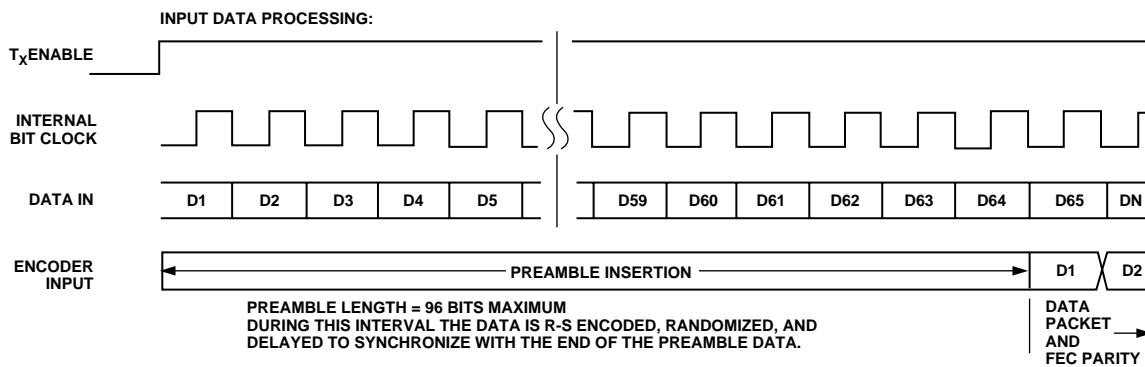 INPUT DATA PROCESSING:
TXENABLE
INTERNAL
BIT CLOCK
DATA IN
D1 D2 D3 D4 D5 D59 D60 D61 D62 D63 D64 D65 DN
ENCODER
INPUT
PREAMBLE INSERTION
D1 D2
PREAMBLE LENGTH = 96 BITS MAXIMUM
DURING THIS INTERVAL THE DATA IS R-S ENCODED, RANDOMIZED, AND
DELAYED TO SYNCHRONIZE WITH THE END OF THE PREAMBLE DATA.
DATA
PACKET
AND
FEC PARITY